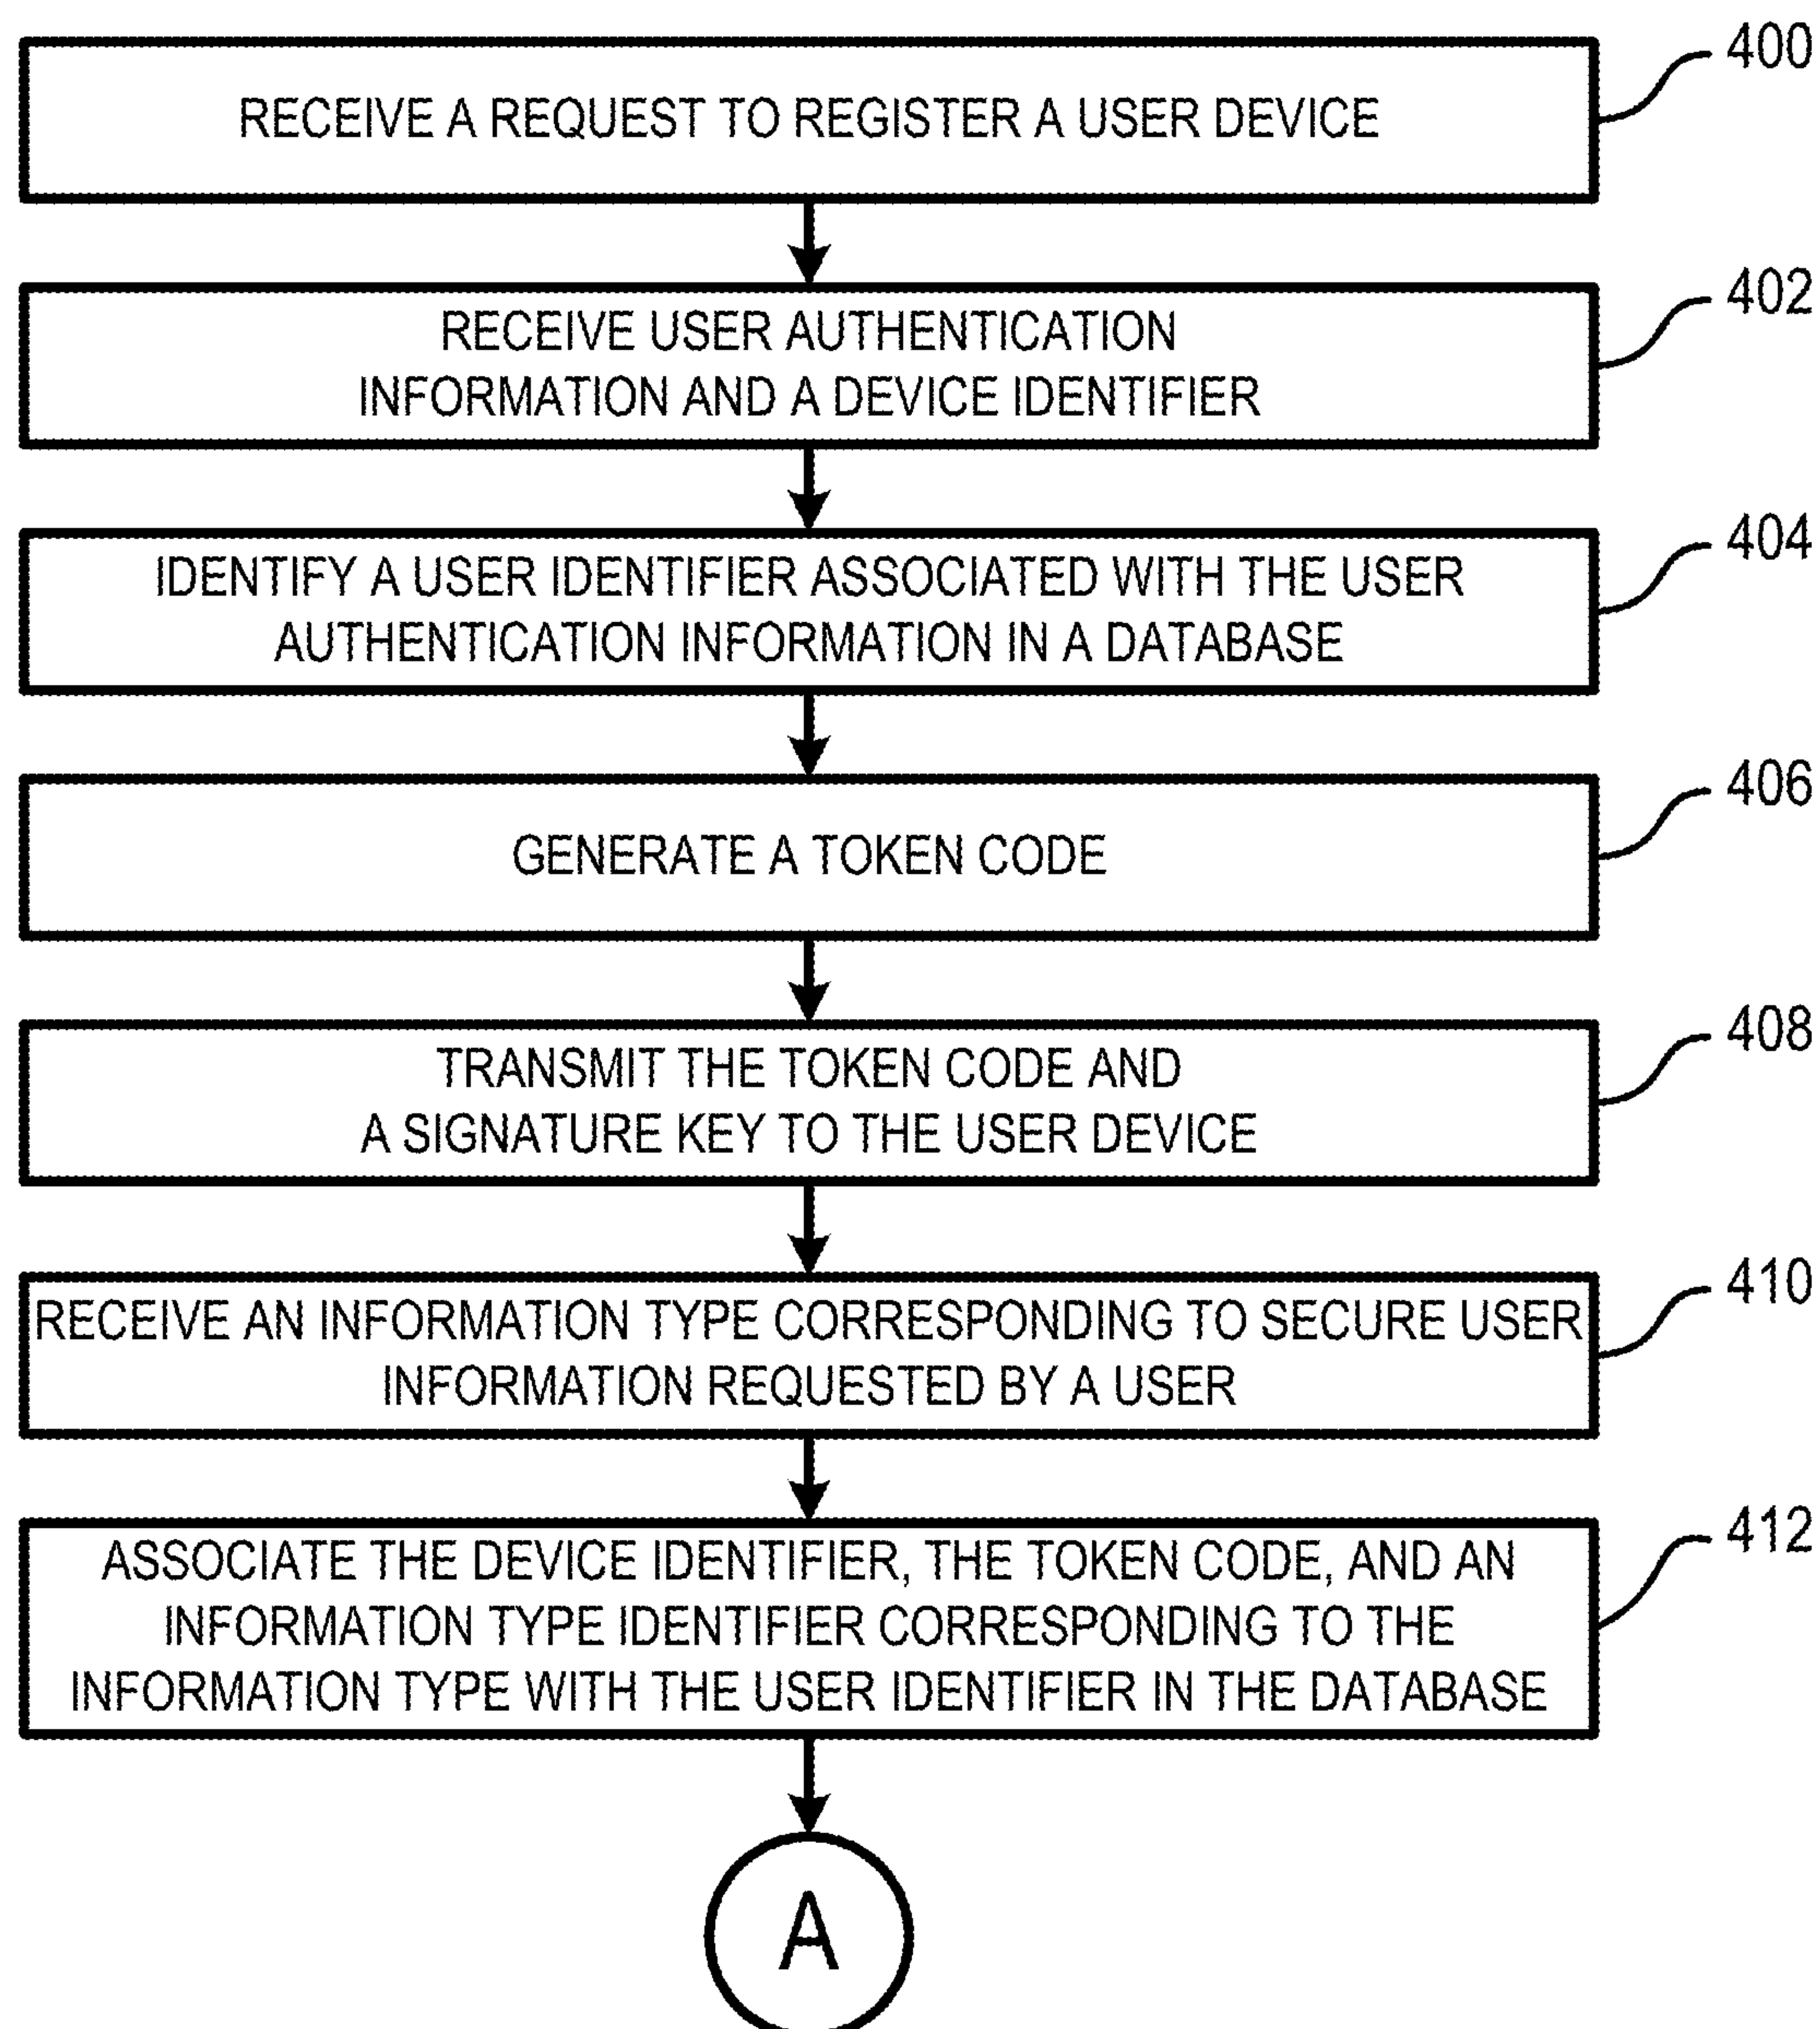 RECEIVE A REQUEST TO REGISTER A USER DEVICE
400
RECEIVE USER AUTHENTICATION
INFORMATION AND A DEVICE IDENTIFIER
402
IDENTIFY A USER IDENTIFIER ASSOCIATED WITH THE USER
AUTHENTICATION INFORMATION IN A DATABASE
404
GENERATE A TOKEN CODE
406
TRANSMIT THE TOKEN CODE AND
A SIGNATURE KEY TO THE USER DEVICE
408
RECEIVE AN INFORMATION TYPE CORRESPONDING TO SECURE USER
INFORMATION REQUESTED BY A USER
410
ASSOCIATE THE DEVICE IDENTIFIER, THE TOKEN CODE, AND AN
INFORMATION TYPE IDENTIFIER CORRESPONDING TO THE
INFORMATION TYPE WITH THE USER IDENTIFIER IN THE DATABASE
412
A